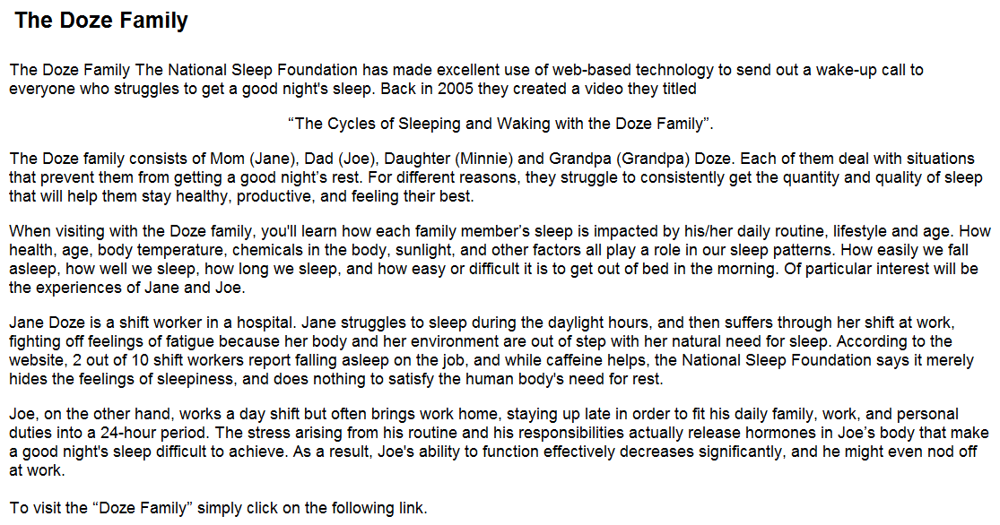 The Doze Family
The Doze Family The National Sleep Foundation has made excellent use of web-based technology to send out a wake-up call to
everyone who struggles to get a good night's sleep. Back in 2005 they created a video they titled
“The Cycles of Sleeping and Waking with the Doze Family”.
The Doze family consists of Mom (Jane), Dad (Joe), Daughter (Minnie) and Grandpa (Grandpa) Doze. Each of them deal with situations
that prevent them from getting a good night’s rest. For different reasons, they struggle to consistently get the quantity and quality of sleep
that will help them stay healthy, productive, and feeling their best.
When visiting with the Doze family, you'll learn how each family member’s sleep is impacted by his/her daily routine, lifestyle and age. How
health, age, body temperature, chemicals in the body, sunlight, and other factors all play a role in our sleep patterns. How easily we fall
asleep, how well we sleep, how long we sleep, and how easy or difficult it is to get out of bed in the morning. Of particular interest will be
the experiences of Jane and Joe.
Jane Doze is a shift worker in a hospital. Jane struggles to sleep during the daylight hours, and then suffers through her shift at work,
fighting off feelings of fatigue because her body and her environment are out of step with her natural need for sleep. According to the
website, 2 out of 10 shift workers report falling asleep on the job, and while caffeine helps, the National Sleep Foundation says it merely
hides the feelings of sleepiness, and does nothing to satisfy the human body's need for rest.
Joe, on the other hand, works a day shift but often brings work home, staying up late in order to fit his daily family, work, and personal
duties into a 24-hour period. The stress arising from his routine and his responsibilities actually release hormones in Joe’s body that make
a good night's sleep difficult to achieve. As a result, Joe's ability to function effectively decreases significantly, and he might even nod off
at work.
To visit the “Doze Family” simply click on the following link.